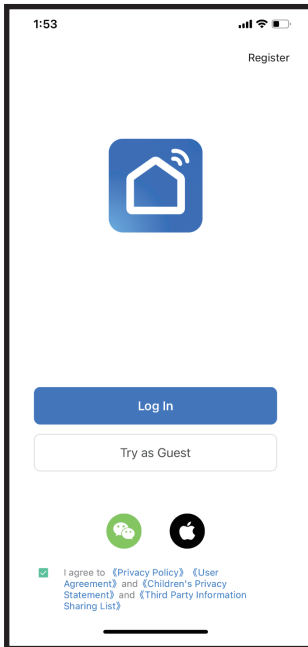 1:53
Register
Log In
Try as Guest
I agree to 《Privacy Policy》 《User
Agreement》 and 《Children's Privacy
Statement》 and 《Third Party Information
Sharing List》